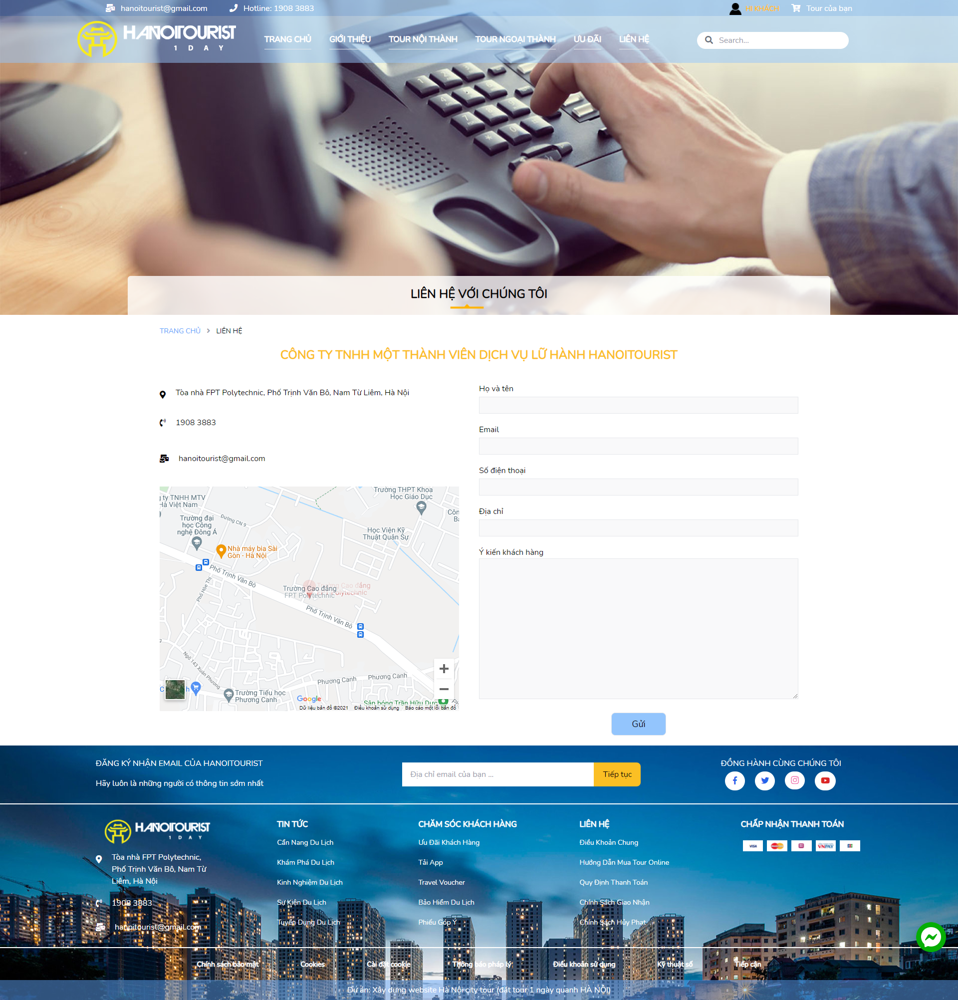 hanoitourist@gmail.com
Hotline: 1908 3883
HI KHÁCH
Tour của bạn
HANOITOURIST
1 DAY
TRANG CHỦ
GIỚI THIỆU
TOUR NỘI THÀNH
TOUR NGOẠI THÀNH
ƯU ĐÃI
LIÊN HỆ
Search...
LIÊN HỆ VỚI CHÚNG TÔI
TRANG CHỦ
LIÊN HỆ
CÔNG TY TNHH MỘT THÀNH VIÊN DỊCH VỤ LỮ HÀNH HANOITOURIST
Tòa nhà FPT Polytechnic, Phố Trịnh Văn Bô, Nam Từ Liêm, Hà Nội
1908 3883
hanoitourist@gmail.com
Họ và tên
Email
Số điện thoại
Địa chỉ
Ý kiến khách hàng
Gửi
Trường THPT Khoa
Học Giáo Dục
g ty TNHH MTV
Hà Việt Nam
Trường đại
học Công
nghệ Đông Á
Đường CN 9
Học Viện Kỹ
Thuật Quân Sự
Nhà máy bia Sài
Gòn - Hà Nội
Phố Trịnh Văn Bô
Phố Hòe Thị
Trường Cao đẳng
FPT Polytechnic
Trường Cao đẳng
FPT Polytechnic
Phố Trịnh Văn Bô
Ngõ 143 Xuân Phương
Phương Canh
Phương Canh
Trường Tiểu học
Phương Canh
Google
Sân bóng Trần Hữu Dực
Dữ liệu bản đồ ©2021
Điều khoản sử dụng
Báo cáo một lỗi bản đồ
ĐĂNG KÝ NHẬN EMAIL CỦA HANOITOURIST
Hãy luôn là những người có thông tin sớm nhất
Địa chỉ email của bạn ...
Tiếp tục
ĐỒNG HÀNH CÙNG CHÚNG TÔI
HANOITOURIST
1 DAY
Tòa nhà FPT Polytechnic,
Phố Trịnh Văn Bô, Nam Từ
Liêm, Hà Nội
1908 3883
hanoitourist@gmail.com
TIN TỨC
Cẩn Nang Du Lịch
Khám Phá Du Lịch
Kinh Nghiệm Du Lịch
Sự Kiện Du Lịch
Tuyển Dụng Du Lịch
CHĂM SÓC KHÁCH HÀNG
Ưu Đãi Khách Hàng
Tải App
Travel Voucher
Bảo Hiểm Du Lịch
Phiếu Góp Ý
LIÊN HỆ
Điều Khoản Chung
Hướng Dẫn Mua Tour Online
Quy Định Thanh Toán
Chính Sách Giao Nhận
Chính Sách Hủy Phạt
CHẤP NHẬN THANH TOÁN
VISA
VNPAY
Chính sách bảo mật
Cookies
Cài đặt cookie
Thông báo pháp lý
Điều khoản sử dụng
Kỹ thuật số
Tiếp cận
Dự án: Xây dựng website Hà Nội city tour (đặt tour 1 ngày quanh HÀ NỘI)